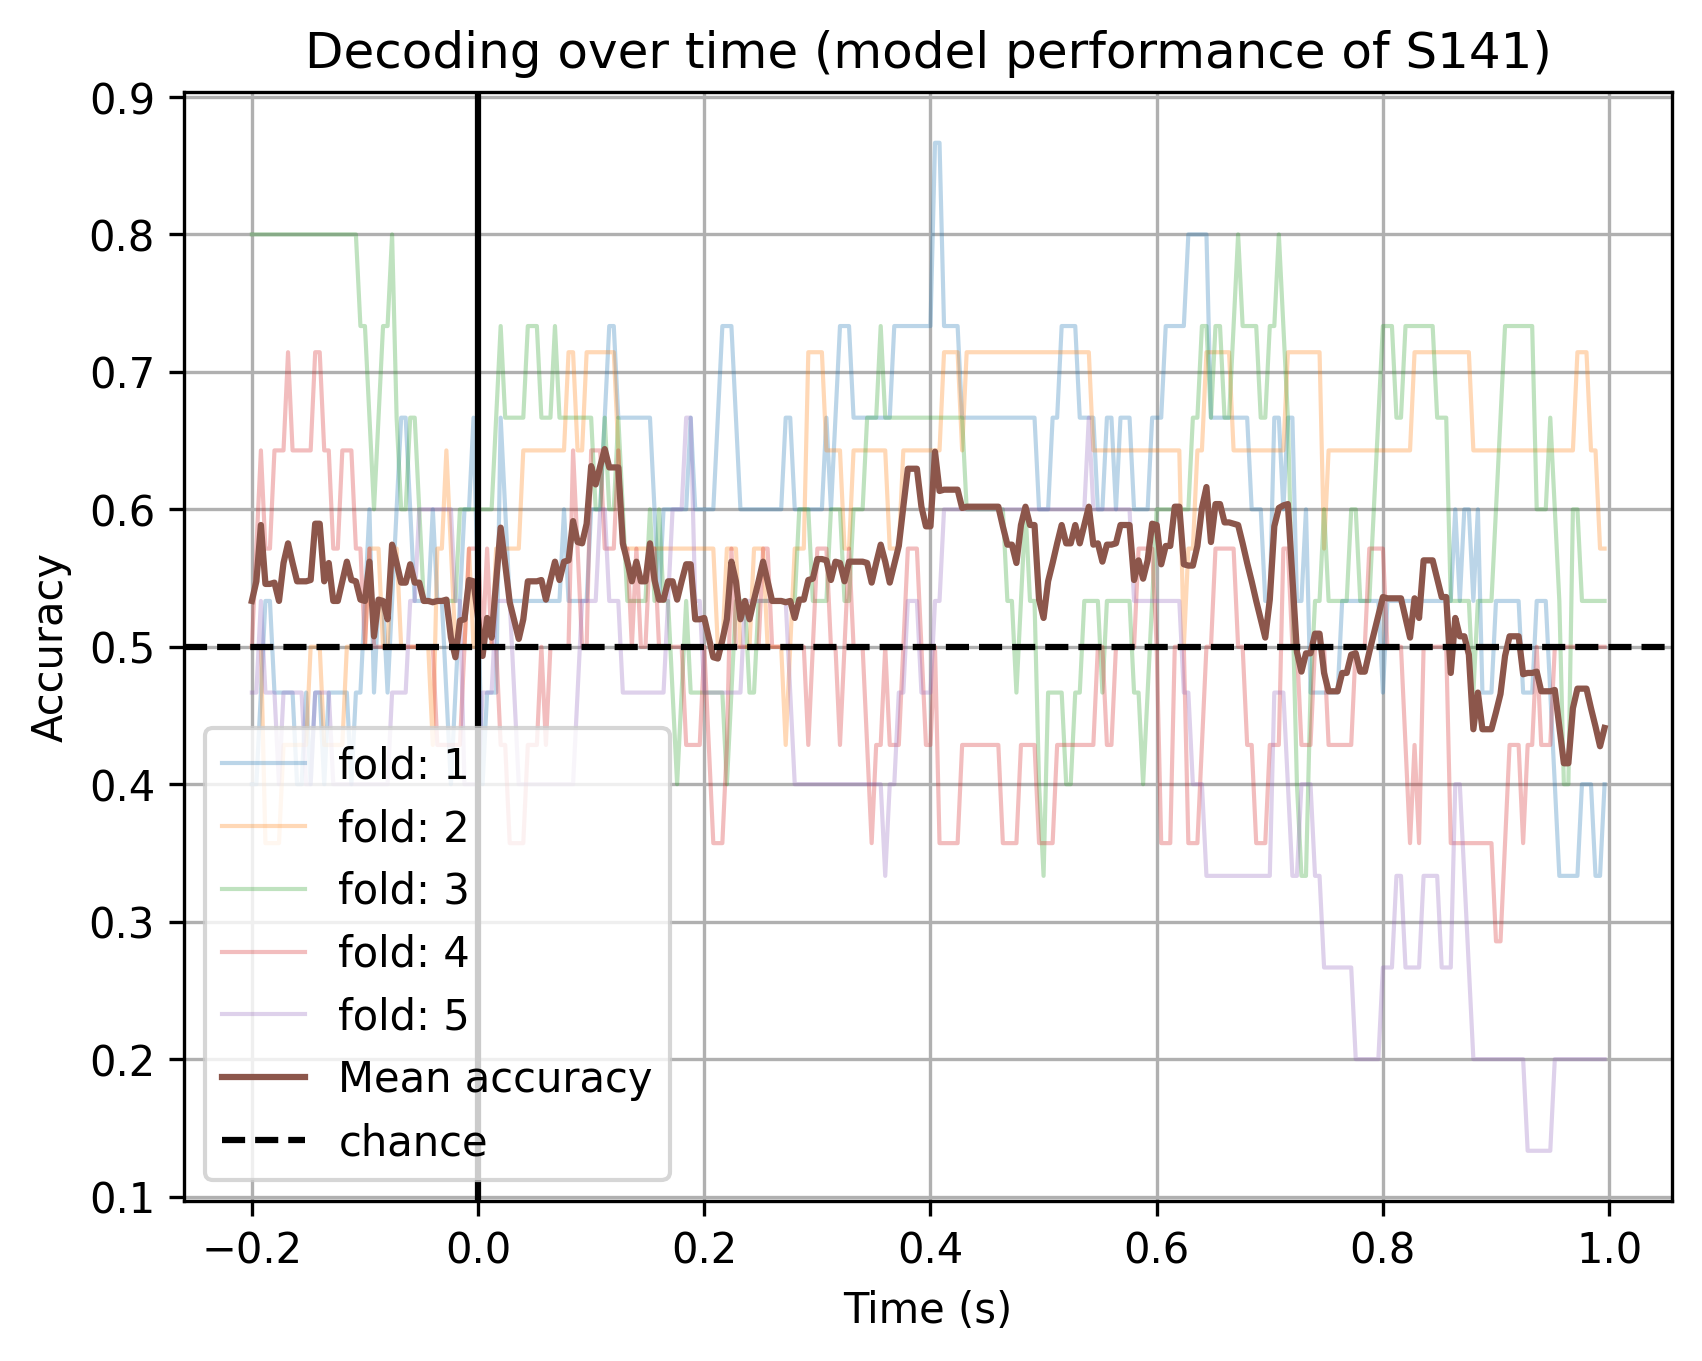 Decoding over time (model performance of S141)
0.9
0.8
0.7
0.6
0.5
0.4
0.3
0.2
0.1
Accuracy
fold: 1
fold: 2
fold: 3
fold: 4
fold: 5
Mean accuracy
chance
−0.2 0.0 0.2 0.4 0.6 0.8 1.0
Time (s)